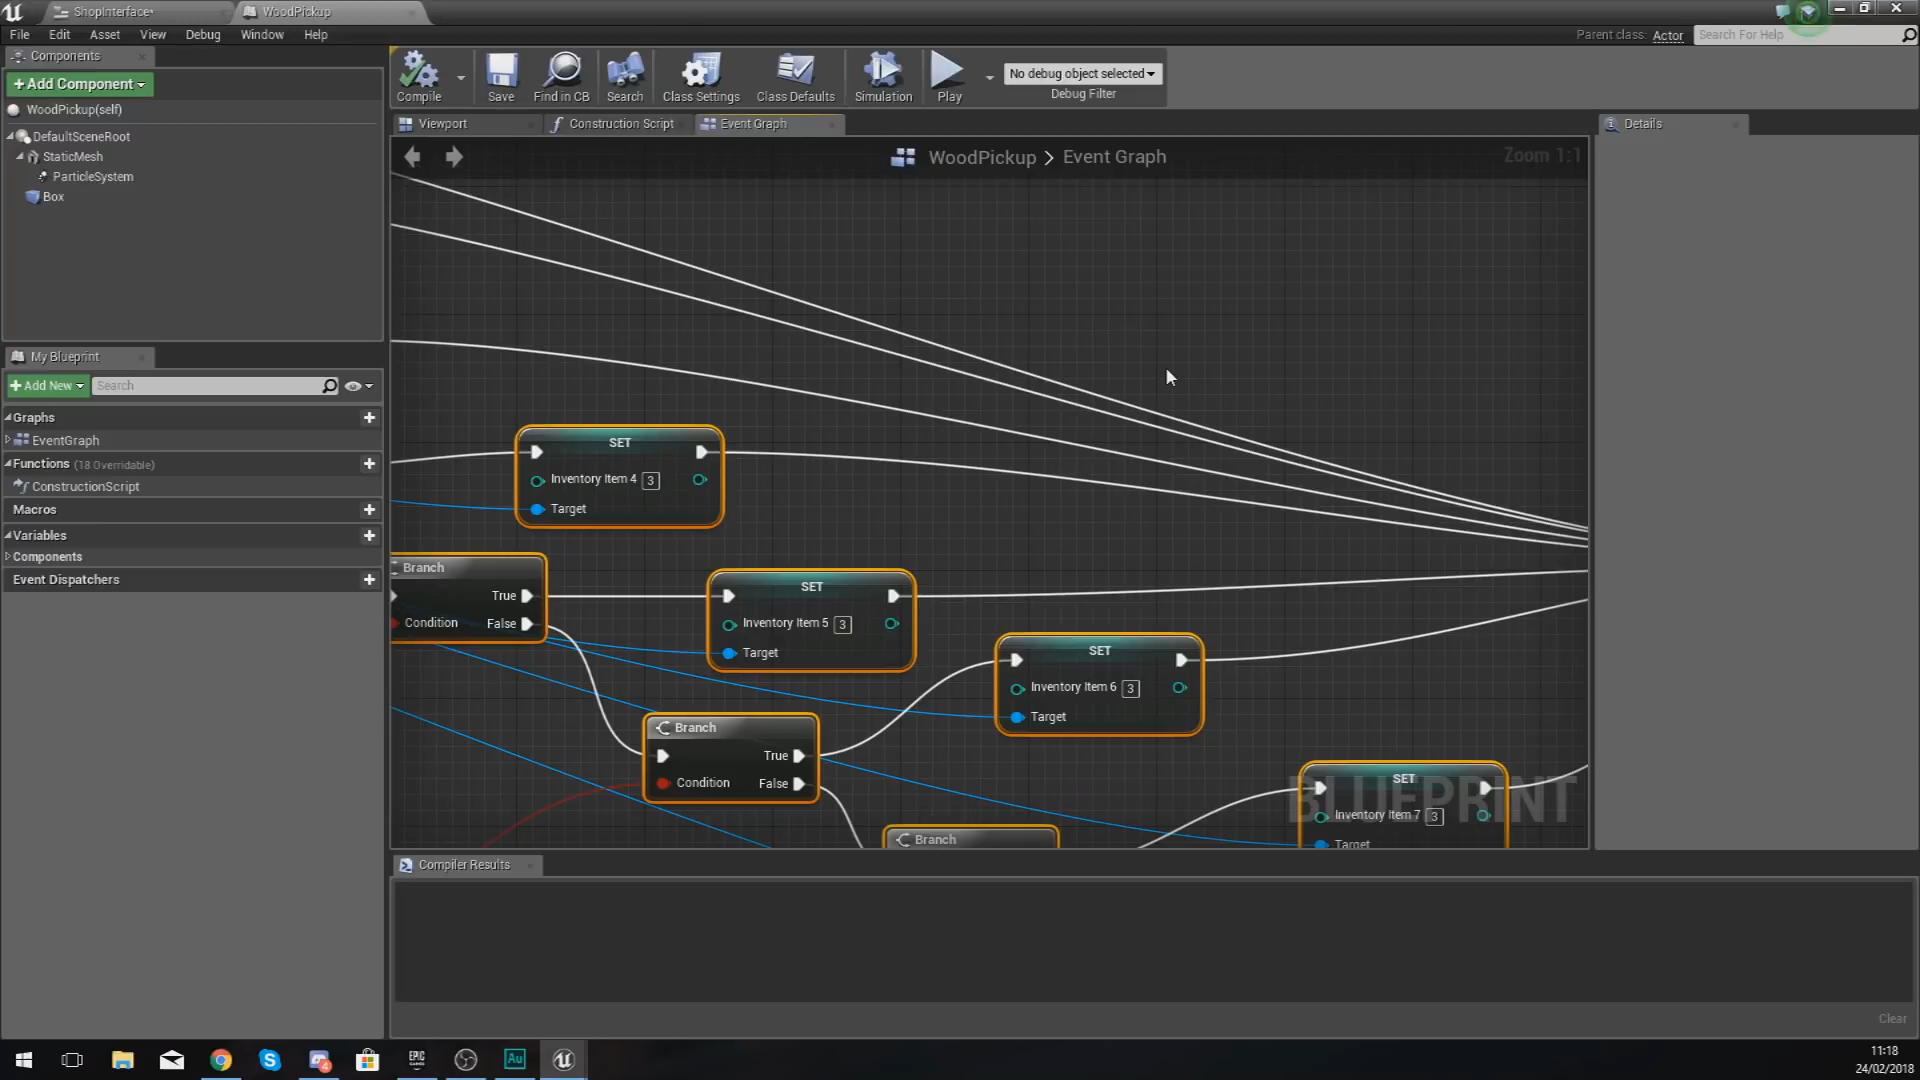 ShopInterface*
WoodPickup
File Edit Asset View Debug Window Help
Parent class: Actor
Search For Help
Components
+Add Component
WoodPickup(self)
DefaultSceneRoot
StaticMesh
ParticleSystem
Box
Compile
Save
Find in CB
Search
Class Settings
Class Defaults
Simulation
Play
No debug object selected
Debug Filter
Viewport
Construction Script
Event Graph
Details
WoodPickup > Event Graph
Zoom 1:1
My Blueprint
+Add New
Search
Graphs
EventGraph
Functions (18 Overridable)
ConstructionScript
Macros
Variables
Components
Event Dispatchers
SET
Inventory Item 4 3
Target
Branch
True
Condition False
SET
Inventory Item 5 3
Target
SET
Inventory Item 6 3
Target
Branch
True
Condition False
SET
Inventory Item 7 3
Target
Branch
BLUEPRINT
Compiler Results
Clear
EPIC
GAMES
4
Au
11:18
24/02/2018